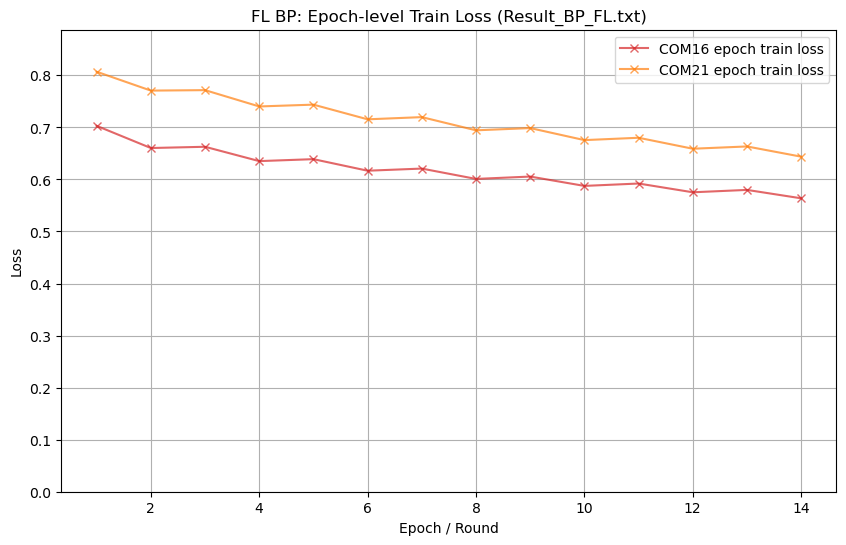 FL BP: Epoch-level Train Loss (Result_BP_FL.txt)
COM16 epoch train loss
COM21 epoch train loss
0.8
0.7
0.6
0.5
0.4
0.3
0.2
0.1
0.0
Loss
2 4 6 8 10 12 14
Epoch / Round